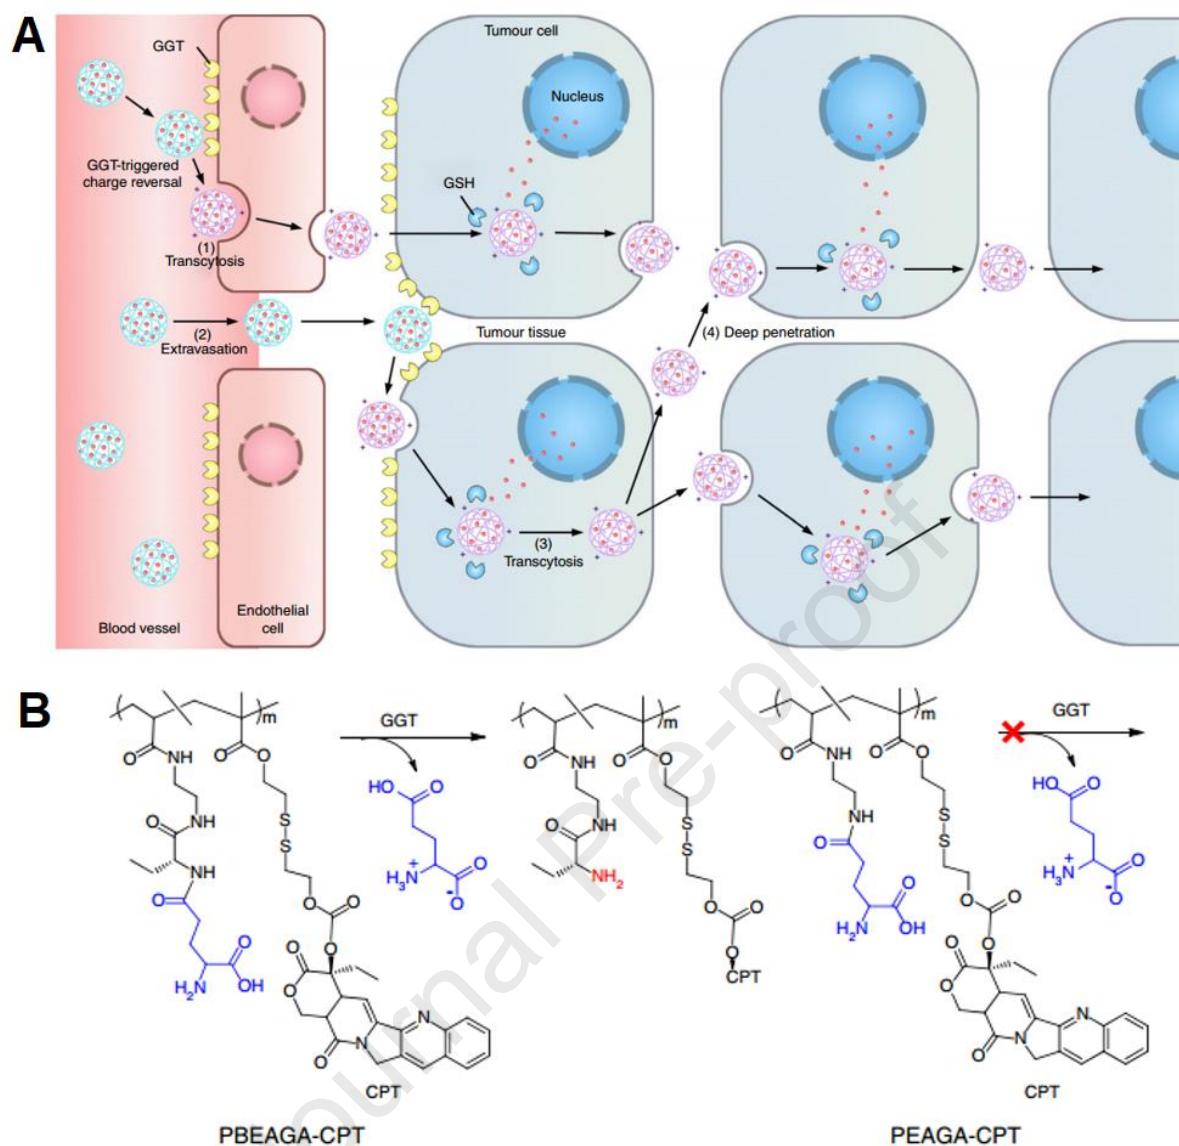 A
GGT
Tumour cell
Nucleus
GGT-triggered
charge reversal
GSH
(1)
Transcytosis
(2)
Extravasation
Tumour tissue
(4) Deep penetration
(3)
Transcytosis
Endothelial
cell
Blood vessel
B
m
GGT
m
m
GGT
O
NH
O
O
HO
O
O
NH
O
O
O
NH
O
O
HO
O
S
S
O
NH
S
S
O
NH
NH
S
S
H3N
+
O
-
O
O
NH
NH2
O
H3N
+
O
-
O
O
O
O
O
O
H2N
OH
O
O
O
H2N
O
OH
O
O
O
CPT
O
O
O
O
O
N
N
O
CPT
O
O
O
N
N
O
CPT
PBEAGA-CPT
PEAGA-CPT
Journal Pre-proof